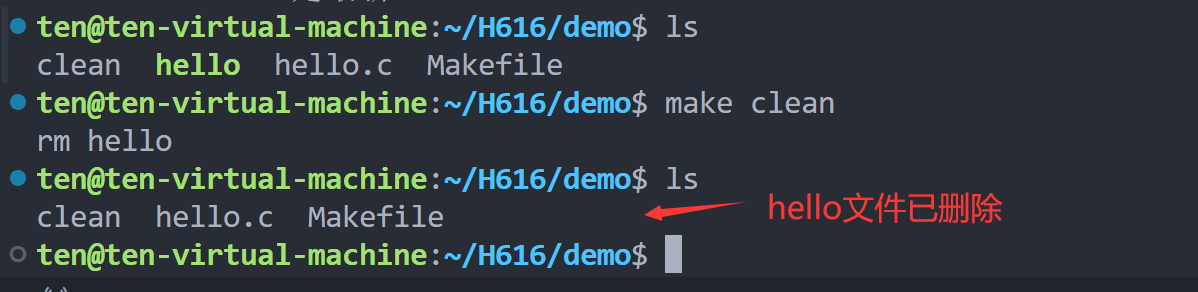 ten@ten-virtual-machine:~/H616/demo$ ls
clean hello hello.c Makefile
ten@ten-virtual-machine:~/H616/demo$ make clean
rm hello
ten@ten-virtual-machine:~/H616/demo$ ls
clean hello.c Makefile
hello文件已删除
ten@ten-virtual-machine:~/H616/demo$